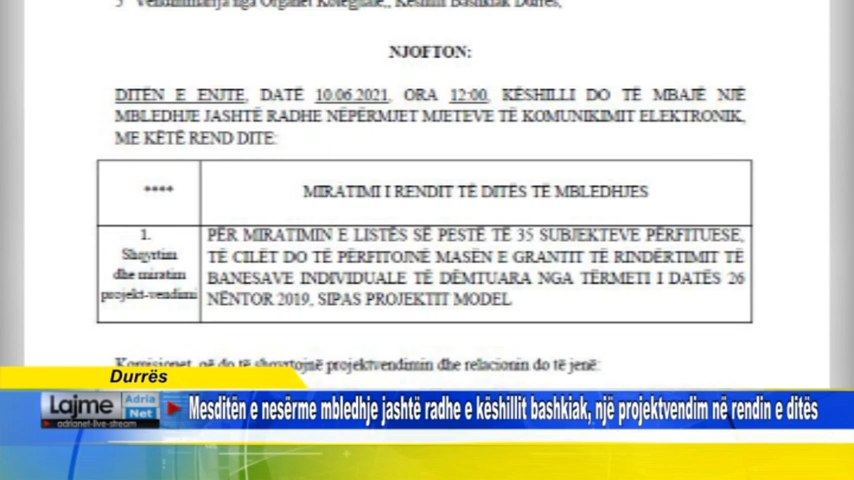 5 Vendimmarrja nga Organet Kolegjiale,, Këshilli Bashkiak Durrës,
NJOFTON:
DITËN E ENJTE, DATË 10.06.2021, ORA 12:00, KËSHILLI DO TË MBAJË NJË
MBLEDHJE JASHTË RADHE NËPËRMJET MJETEVE TË KOMUNIKIMIT ELEKTRONIK,
ME KËTË REND DITE:
**** MIRATIMI I RENDIT TË DITËS TË MBLEDHJES
1.
Shqyrtim
dhe miratim
projekt-vendimi
PËR MIRATIMIN E LISTËS SË PESTË TË 35 SUBJEKTEVE PËRFITUESE,
TË CILËT DO TË PËRFITOJNË MASËN E GRANTIT TË RINDËRTIMIT TË
BANESAVE INDIVIDUALE TË DËMTUARA NGA TËRMETI I DATËS 26
NËNTOR 2019, SIPAS PROJEKTIT MODEL
Komisionet, që do të shqyrtojnë projektvendimin dhe relacionin do të jenë:
Durrës
Lajme Adria Net
Mesditën e nesërme mbledhje jashtë radhe e këshillit bashkiak, një projektvendim në rendin e ditës
adrianet-live-stream